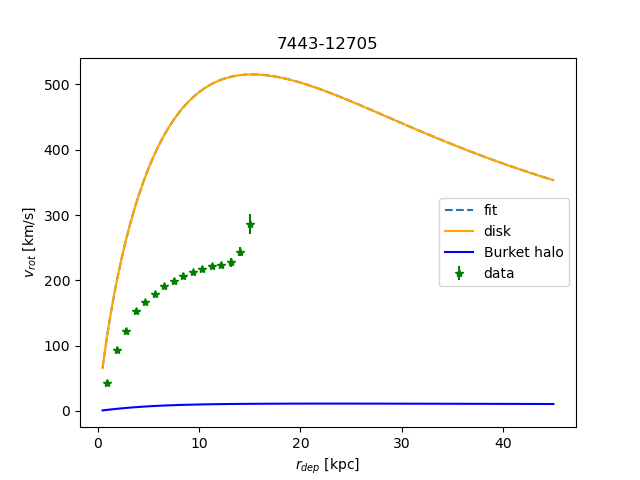 7443-12705
500
400
300
200
100
0
v_rot [km/s]
fit
disk
Burket halo
data
0
10
20
30
40
r_dep [kpc]